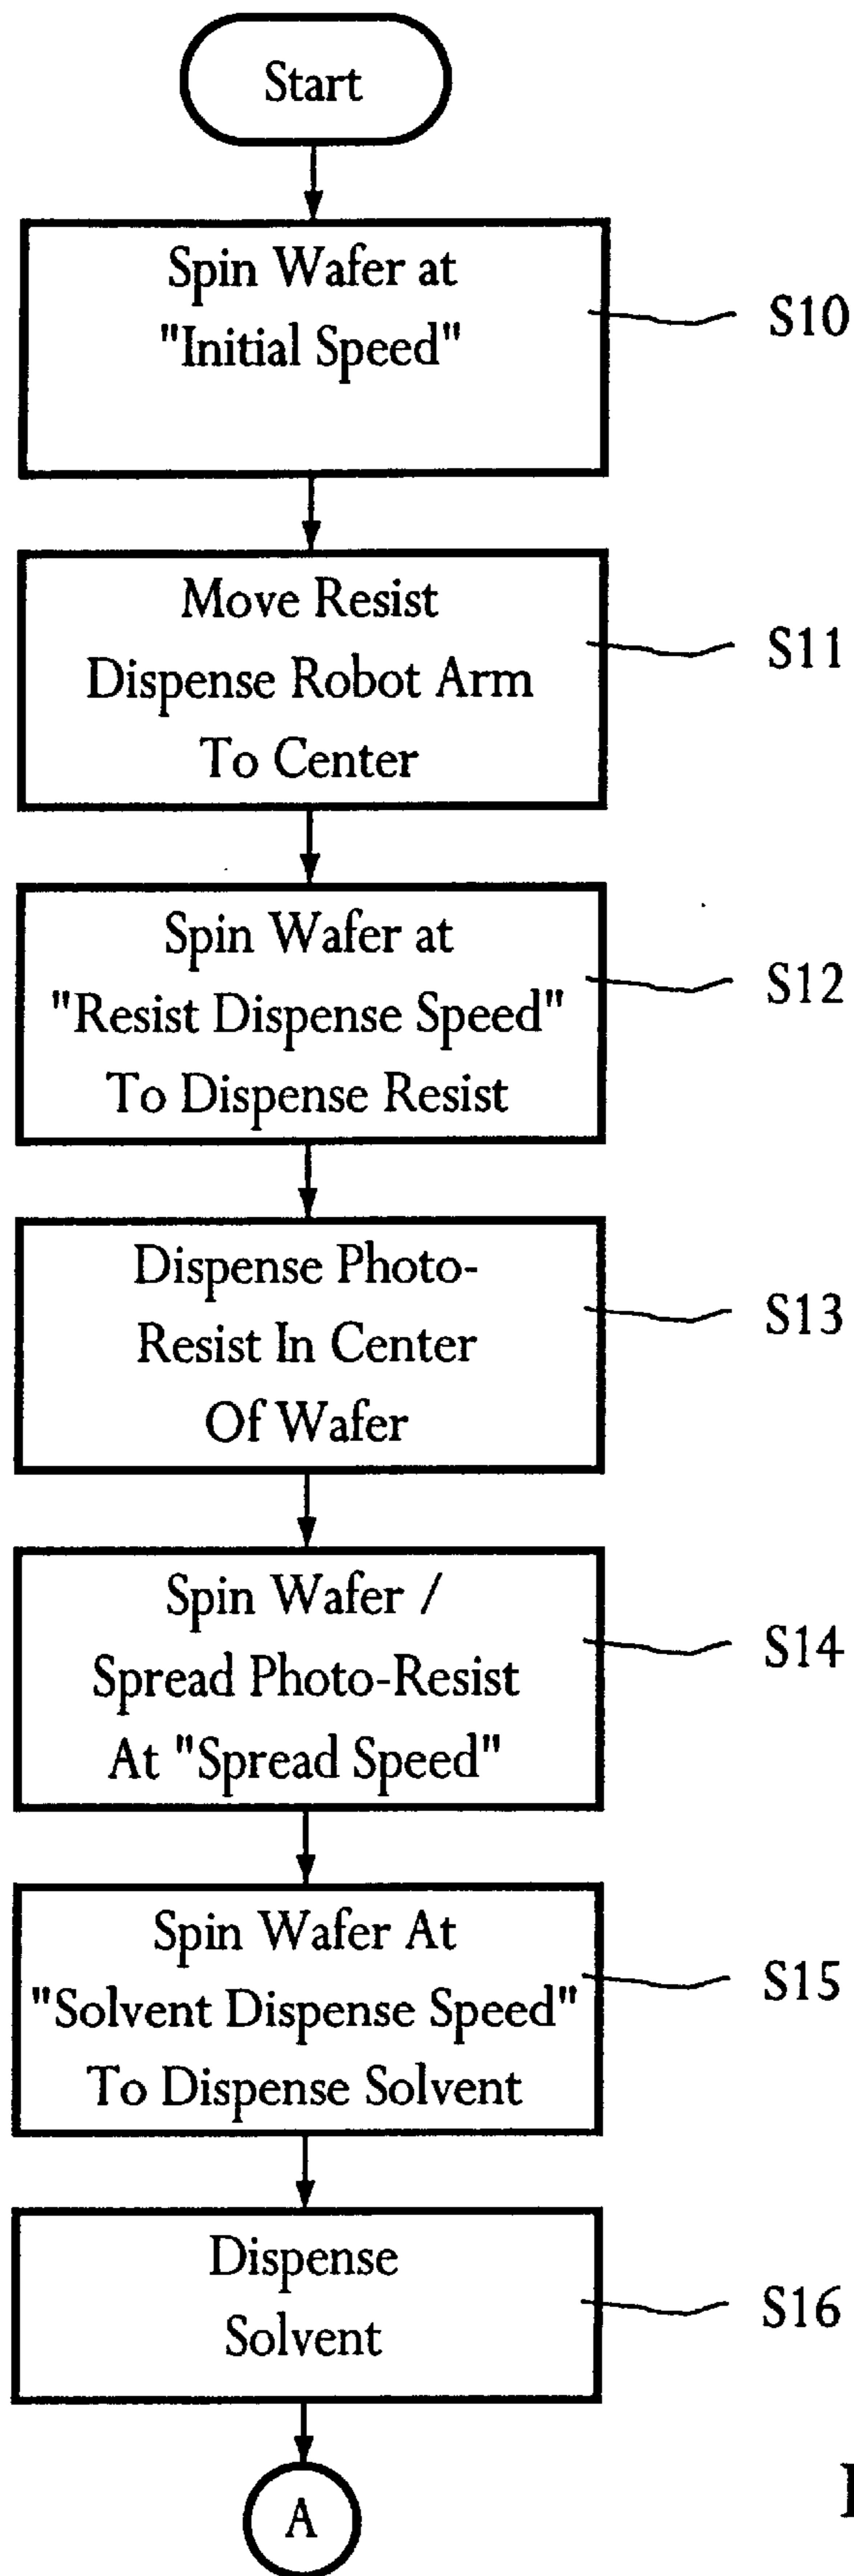 Start
Spin Wafer at
"Initial Speed"
S10
Move Resist
Dispense Robot Arm
To Center
S11
Spin Wafer at
"Resist Dispense Speed"
To Dispense Resist
S12
Dispense Photo-
Resist In Center
Of Wafer
S13
Spin Wafer /
Spread Photo-Resist
At "Spread Speed"
S14
Spin Wafer At
"Solvent Dispense Speed"
To Dispense Solvent
S15
Dispense
Solvent
S16
A